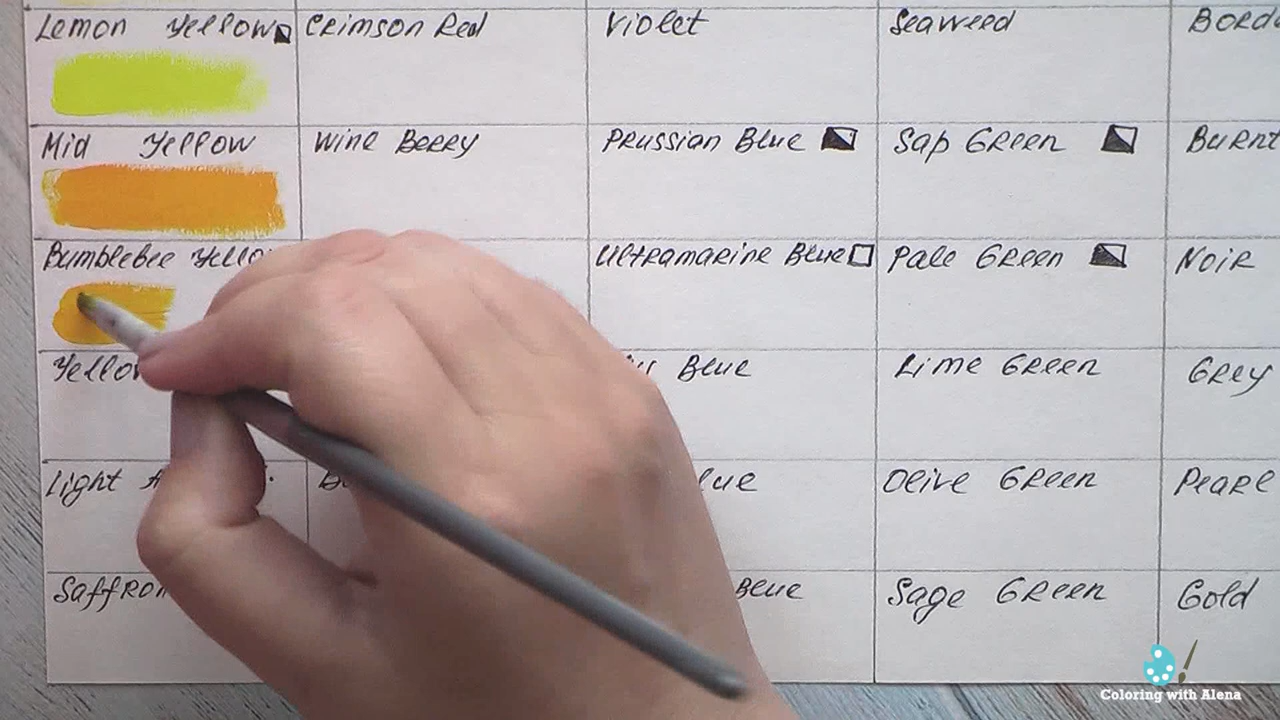 Lemon Yellow Crimson Red Violet Seaweed
Mid Yellow Wine Berry Prussian Blue Sap Green Burnt
Bumblebee Ultramarine Blue Pale Green Noir
Blue Lime Green Grey
Light Olive Green Pearl
Blue Sage Green Gold
Coloring with Alena